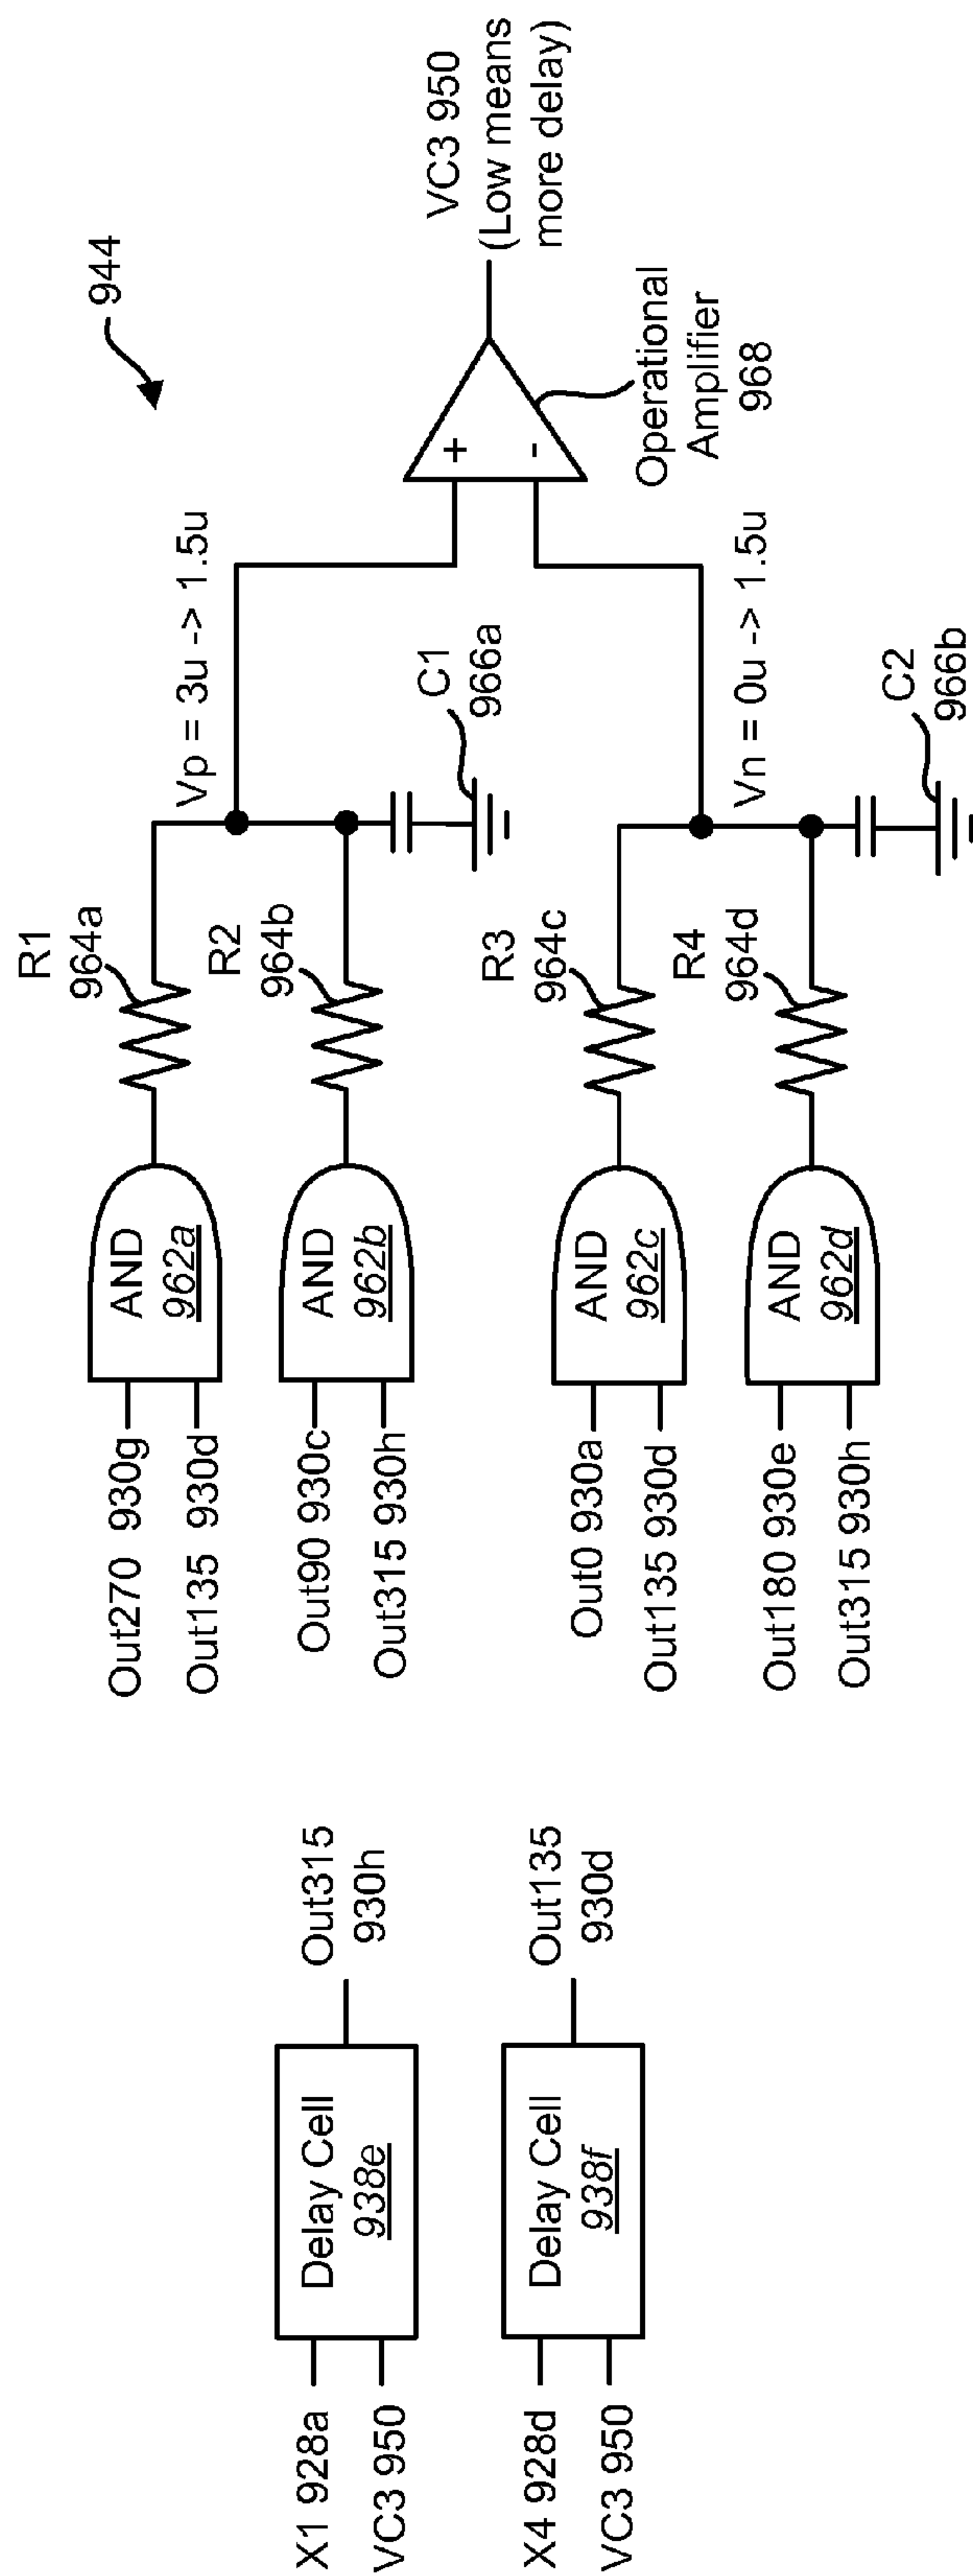 944
X1 928a
VC3 950
Delay Cell
938e
Out315
930h
X4 928d
VC3 950
Delay Cell
938f
Out135
930d
Out270 930g
Out135 930d
AND
962a
R1
964a
Out90 930c
Out315 930h
AND
962b
R2
964b
Vp = 3u -> 1.5u
C1
966a
Out0 930a
Out135 930d
AND
962c
R3
964c
Out180 930e
Out315 930h
AND
962d
R4
964d
Vn = 0u -> 1.5u
C2
966b
+
-
Operational
Amplifier
968
VC3 950
(Low means
more delay)